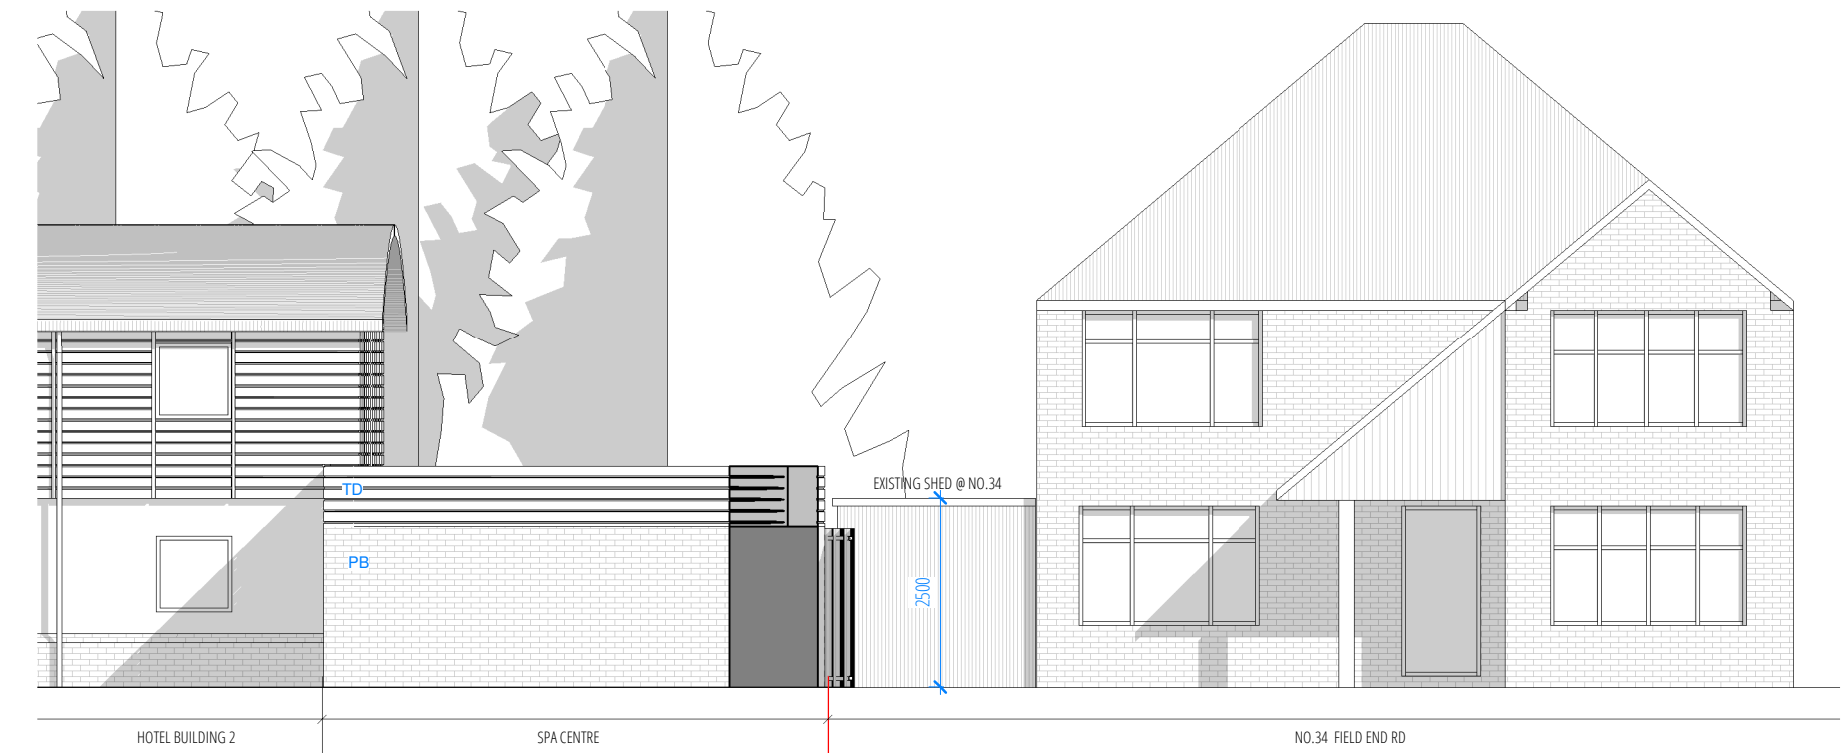 EXISTING SHED @ NO.34
TD
PB
2500
HOTEL BUILDING 2
SPA CENTRE
NO.34 FIELD END RD